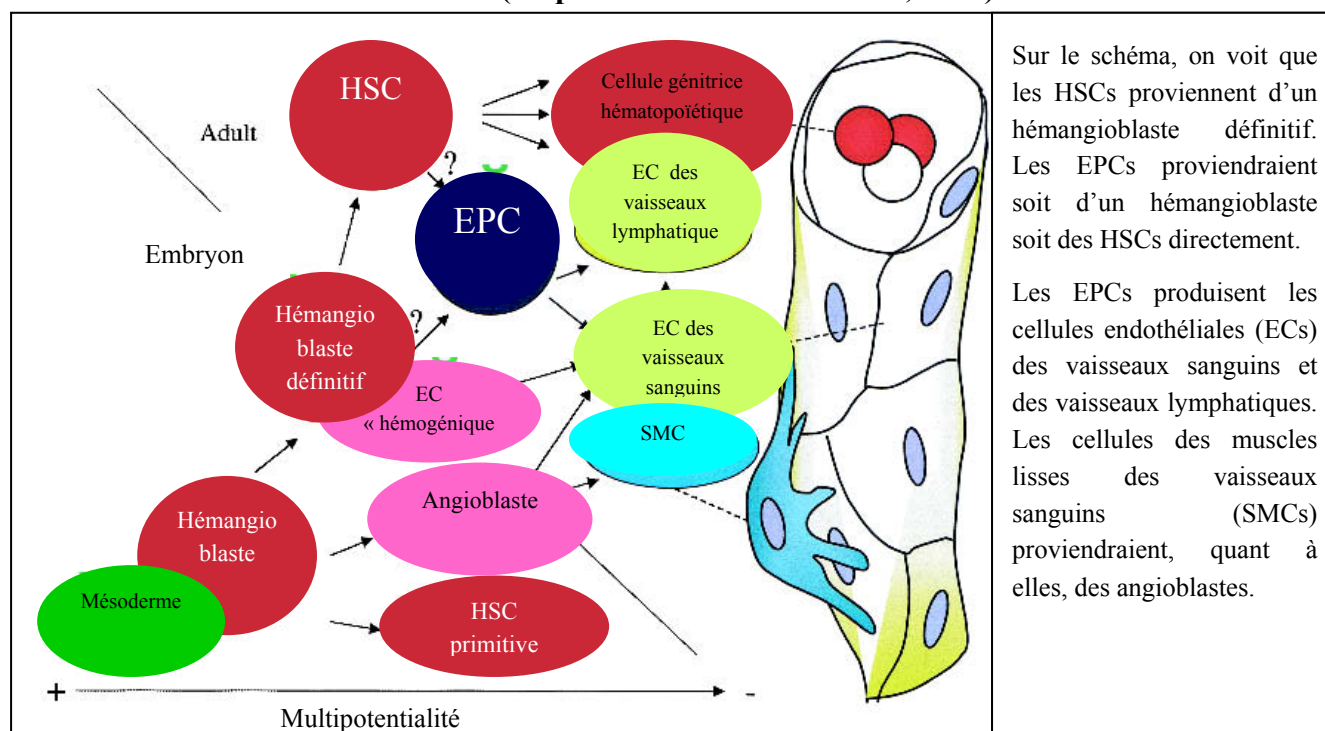 HSC
Cellule génitrice
hématopoïétique
Adult
?
EC des
vaisseaux
lymphatique
EPC
Embryon
Hémangio
blaste
définitif
?
EC des
vaisseaux
sanguins
EC
« hémogénique
SMC
Angioblaste
Hémangio
blaste
Mésoderme
HSC
primitive
+
-
Multipotentialité
Sur le schéma, on voit que
les HSCs proviennent d’un
hémangioblaste définitif.
Les EPCs proviendraient
soit d’un hémangioblaste
soit des HSCs directement.
Les EPCs produisent les
cellules endothéliales (ECs)
des vaisseaux sanguins et
des vaisseaux lymphatiques.
Les cellules des muscles
lisses des vaisseaux
sanguins (SMCs)
proviendraient, quant à
elles, des angioblastes.